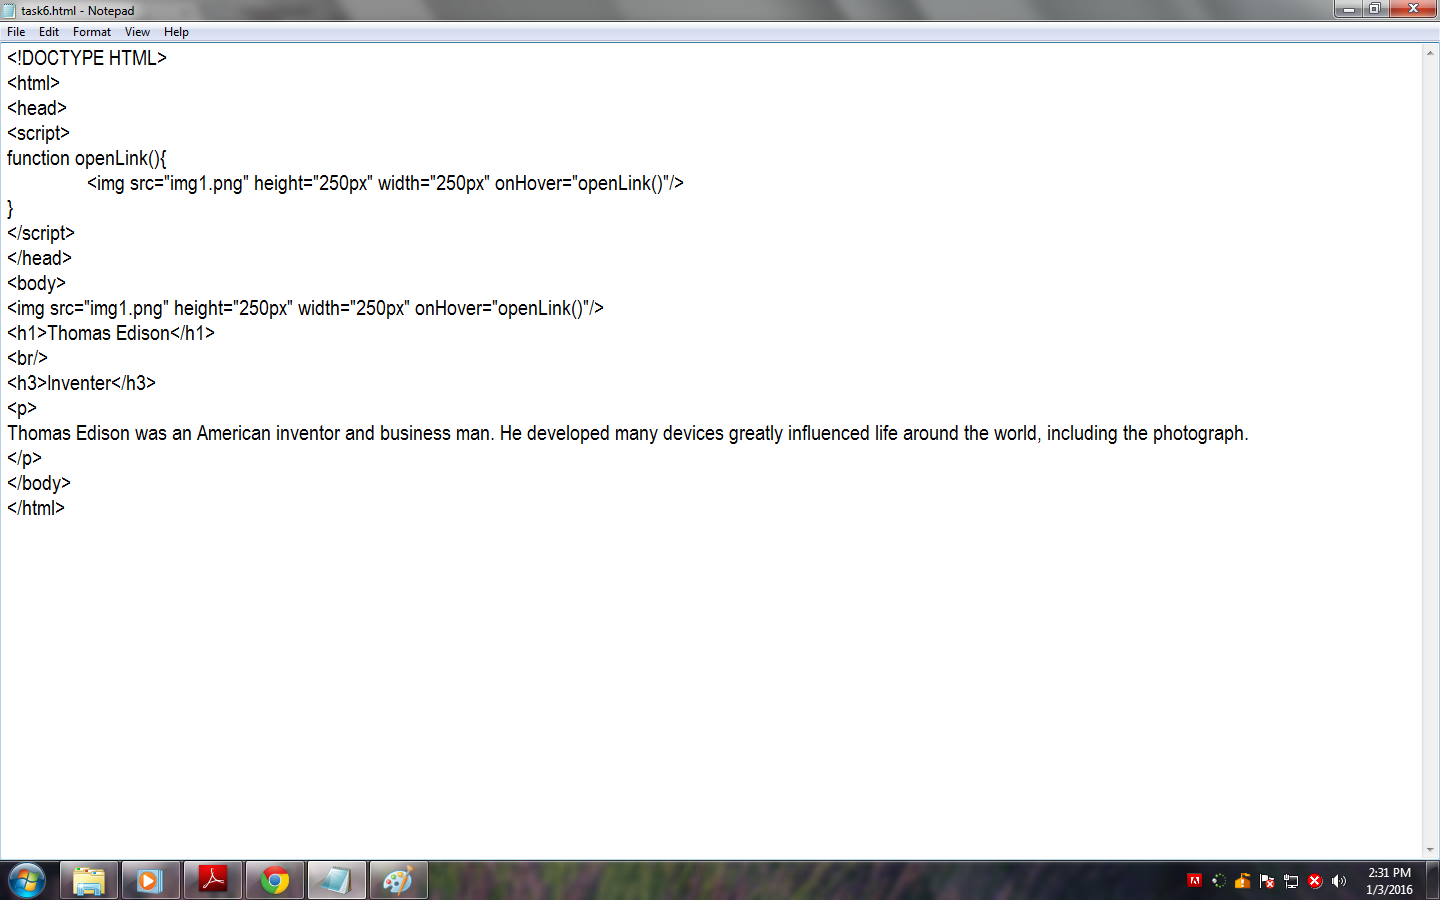 task6.html - Notepad
File Edit Format View Help
<!DOCTYPE HTML>
<html>
<head>
<script>
function openLink(){
<img src="img1.png" height="250px" width="250px" onHover="openLink()"/>
}
</script>
</head>
<body>
<img src="img1.png" height="250px" width="250px" onHover="openLink()"/>
<h1>Thomas Edison</h1>
<br/>
<h3>Inventer</h3>
<p>
Thomas Edison was an American inventor and business man. He developed many devices greatly influenced life around the world, including the photograph.
</p>
</body>
</html>
2:31 PM
1/3/2016